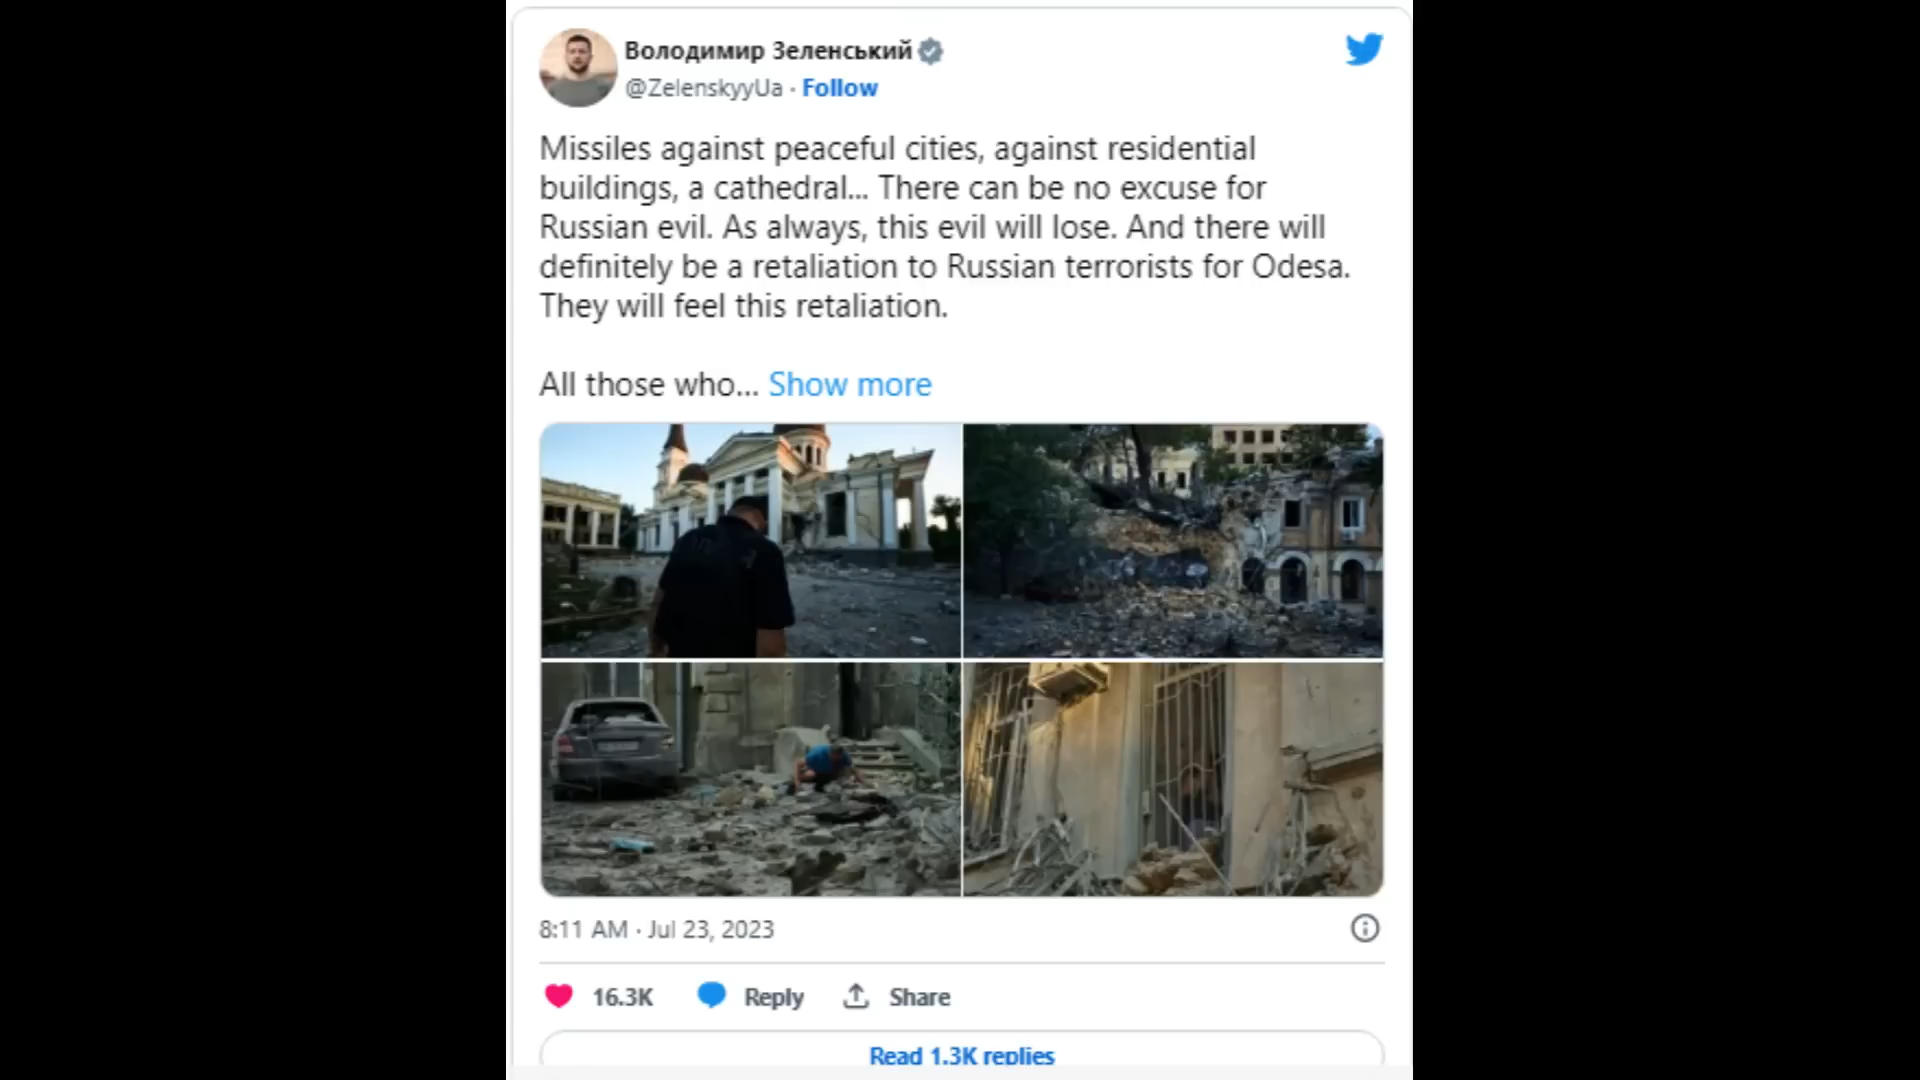 Володимир Зеленський
@ZelenskyyUa · Follow
Missiles against peaceful cities, against residential
buildings, a cathedral... There can be no excuse for
Russian evil. As always, this evil will lose. And there will
definitely be a retaliation to Russian terrorists for Odesa.
They will feel this retaliation.
All those who... Show more
8:11 AM · Jul 23, 2023
16.3K Reply Share
Read 1.3K replies